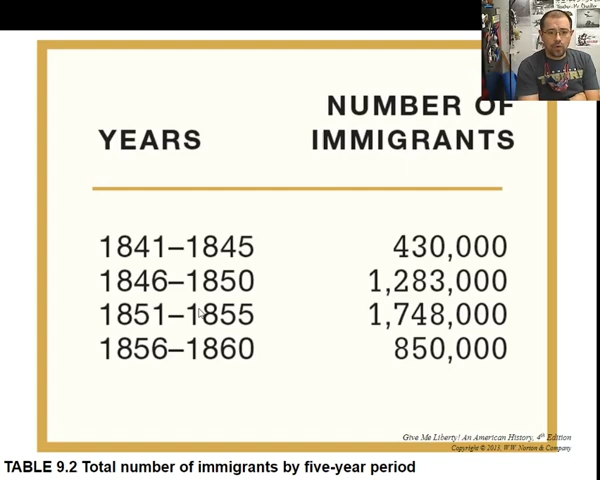 NUMBER OF
YEARS IMMIGRANTS
1841–1845 430,000
1846–1850 1,283,000
1851–1855 1,748,000
1856–1860 850,000
Give Me Liberty! An American History, 4th Edition
Copyright © 2013, W.W. Norton & Company
TABLE 9.2 Total number of immigrants by five-year period